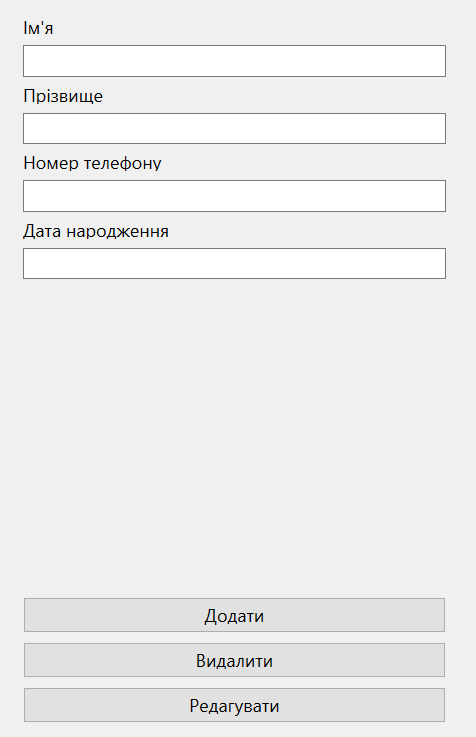 Ім'я
Прізвище
Номер телефону
Дата народження
Додати
Видалити
Редагувати